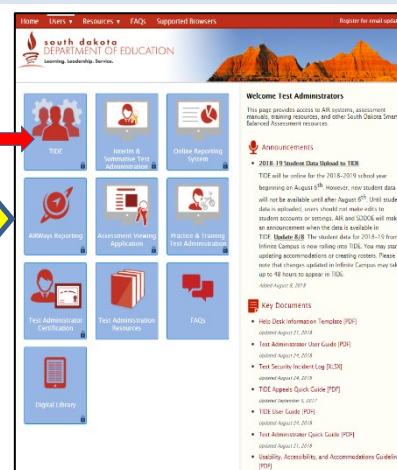 Home Users ▾ Resources ▾ FAQs Supported Browsers Register for email updat
south dakota
DEPARTMENT OF EDUCATION
Learning. Leadership. Service.
TIDE
Interim &
Summative Test
Administration
Online Reporting
System
AIRWays Reporting
Assessment Viewing
Application
Practice & Training
Test Administration
Test Administrator
Certification
Test Administration
Resources
FAQs
Digital Library
Welcome Test Administrators
This page provides access to AIR systems, assessment
manuals, training resources, and other South Dakota Smart
Balanced Assessment resources.
Announcements
• 2018-19 Student Data Upload to TIDE
TIDE will be online for the 2018–2019 school year
beginning on August 6th. However, new student data
will not be available until after August 6th. Until stude
data is uploaded, users should not make edits to
student accounts or settings. AIR and SDDOE will mak
an announcement when the data is available in
TIDE. Update 8/8: The student data for 2018-19 from
Infinite Campus is now rolling into TIDE. You may star
updating accommodations or creating rosters. Please
note that changes updated in Infinite Campus may tak
up to 48 hours to appear in TIDE.
Added August 8, 2018
Key Documents
• Help Desk Information Template [PDF]
Updated August 21, 2018
• Test Administrator User Guide [PDF]
Updated August 24, 2018
• Test Security Incident Log [XLSX]
Updated August 24, 2018
• TIDE Appeals Quick Guide [PDF]
Updated September 5, 2017
• TIDE User Guide [PDF]
Updated August 24, 2018
• Test Administrator Quick Guide [PDF]
Updated August 21, 2018
• Usability, Accessibility, and Accommodations Guidelin
[PDF]